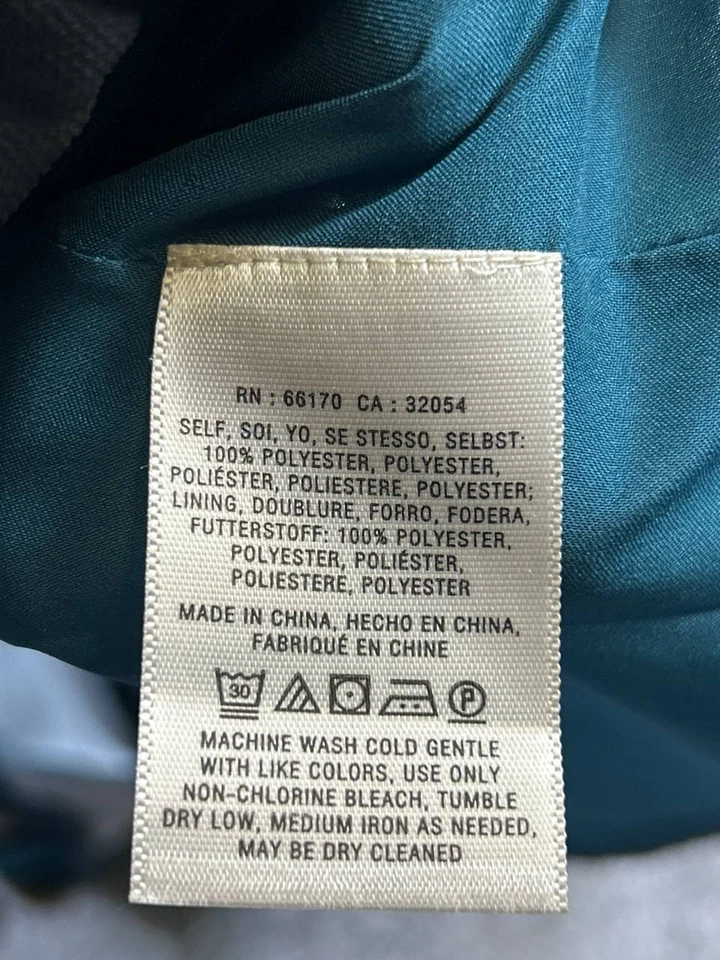 RN : 66170 CA : 32054
SELF, SOI, YO, SE STESSO, SELBST:
100% POLYESTER, POLYESTER,
POLIÉSTER, POLIESTERE, POLYESTER;
LINING, DOUBLURE, FORRO, FODERA,
FUTTERSTOFF: 100% POLYESTER,
POLYESTER, POLIÉSTER,
POLIESTERE, POLYESTER
MADE IN CHINA, HECHO EN CHINA,
FABRIQUÉ EN CHINE
30 P
MACHINE WASH COLD GENTLE
WITH LIKE COLORS, USE ONLY
NON-CHLORINE BLEACH, TUMBLE
DRY LOW, MEDIUM IRON AS NEEDED,
MAY BE DRY CLEANED